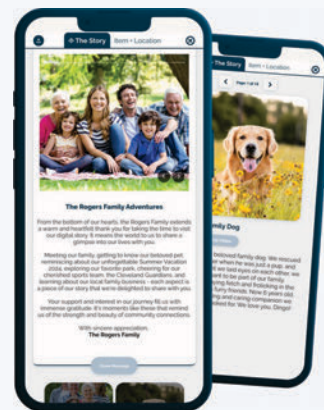 The Story
Item + Location
The Rogers Family Adventures
From the bottom of our hearts, the Rogers Family extends
a warm and heartfelt thank you for taking the time to visit
our digital story. It means the world to us to share a
glimpse into our lives with you.
Meeting our family, getting to know our beloved pet,
reminiscing about our unforgettable Summer Vacation
2024, exploring our favorite park, cheering for our
cherished sports team, the Cleveland Guardians, and
learning about our local family business - each aspect is
a piece of our story that we're delighted to share with you.
Your support and interest in our journey fill us with
immense gratitude. It's moments like these that remind
us of the strength and beauty of community connections.
With sincere appreciation,
The Rogers Family
The Story
Item + Location
Page 1 of
mily Dog
beloved family dog. We rescued
er when he was just a pup, and
we laid eyes on each other, we
ant to be part of our family.
ying fetch and frolicking in the
furry friends. Now 6 years old,
ing and caring companion we
sked for. We love you, Dingo!